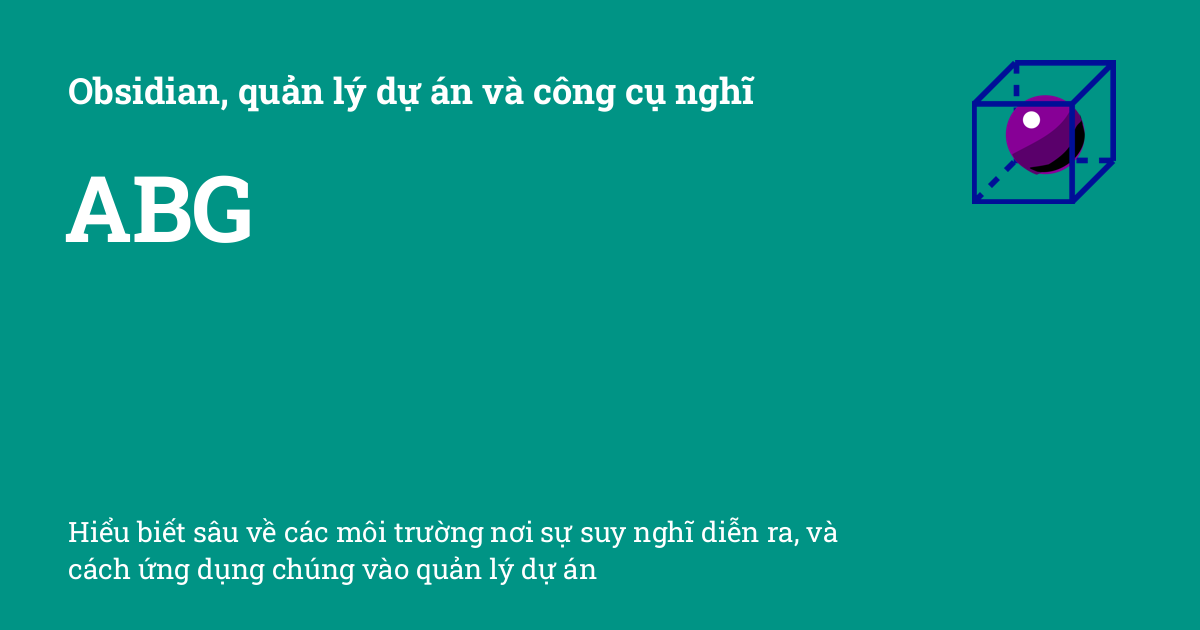 Obsidian, quản lý dự án và công cụ nghĩ
ABG
Hiểu biết sâu về các môi trường nơi sự suy nghĩ diễn ra, và
cách ứng dụng chúng vào quản lý dự án